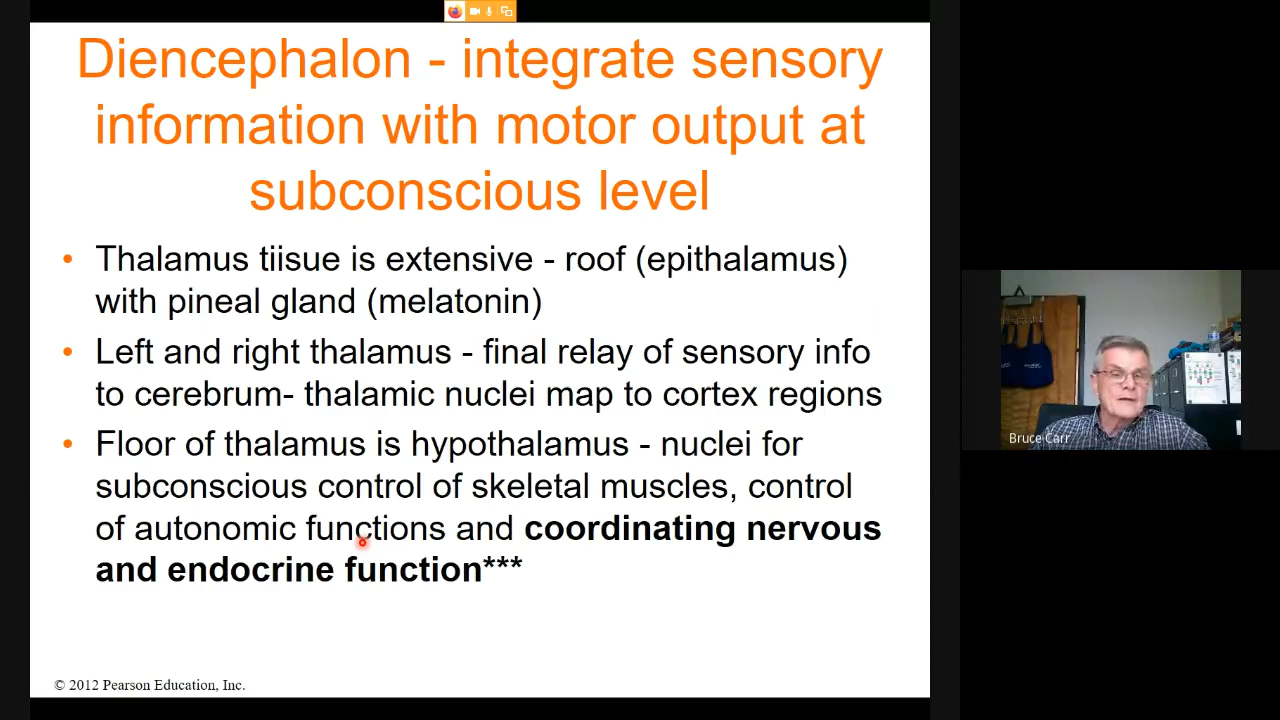 Diencephalon - integrate sensory
information with motor output at
subconscious level
• Thalamus tiisue is extensive - roof (epithalamus)
with pineal gland (melatonin)
• Left and right thalamus - final relay of sensory info
to cerebrum- thalamic nuclei map to cortex regions
• Floor of thalamus is hypothalamus - nuclei for
subconscious control of skeletal muscles, control
of autonomic functions and coordinating nervous
and endocrine function***
© 2012 Pearson Education, Inc.
Bruce Carr